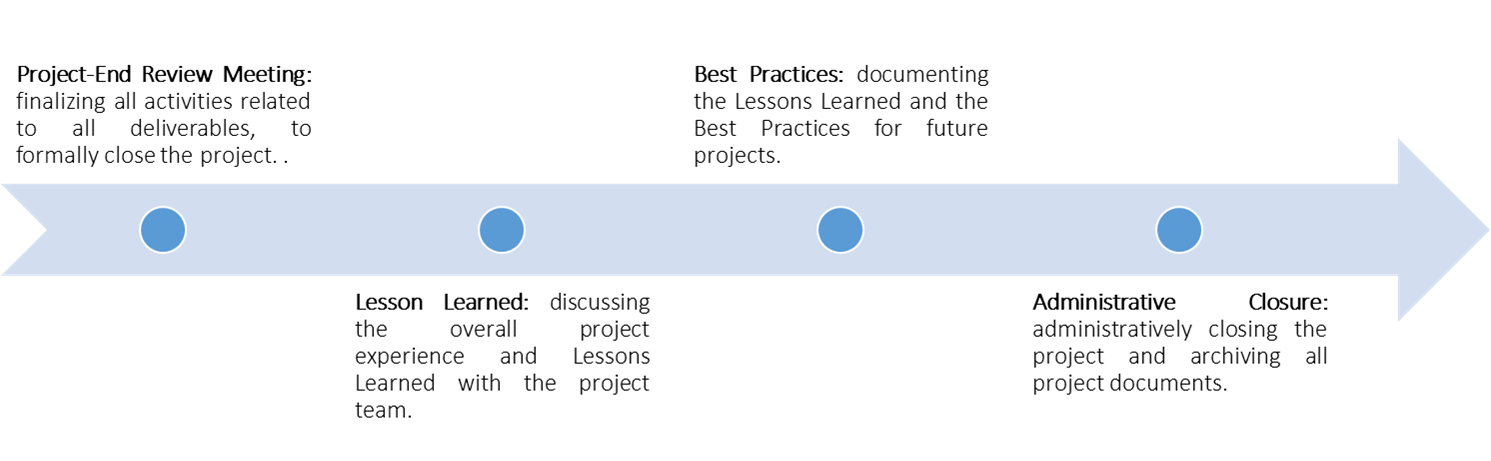 Project-End Review Meeting:
finalizing all activities related
to all deliverables, to
formally close the project. .
Lesson Learned: discussing
the overall project
experience and Lessons
Learned with the project
team.
Best Practices: documenting
the Lessons Learned and the
Best Practices for future
projects.
Administrative Closure:
administratively closing the
project and archiving all
project documents.